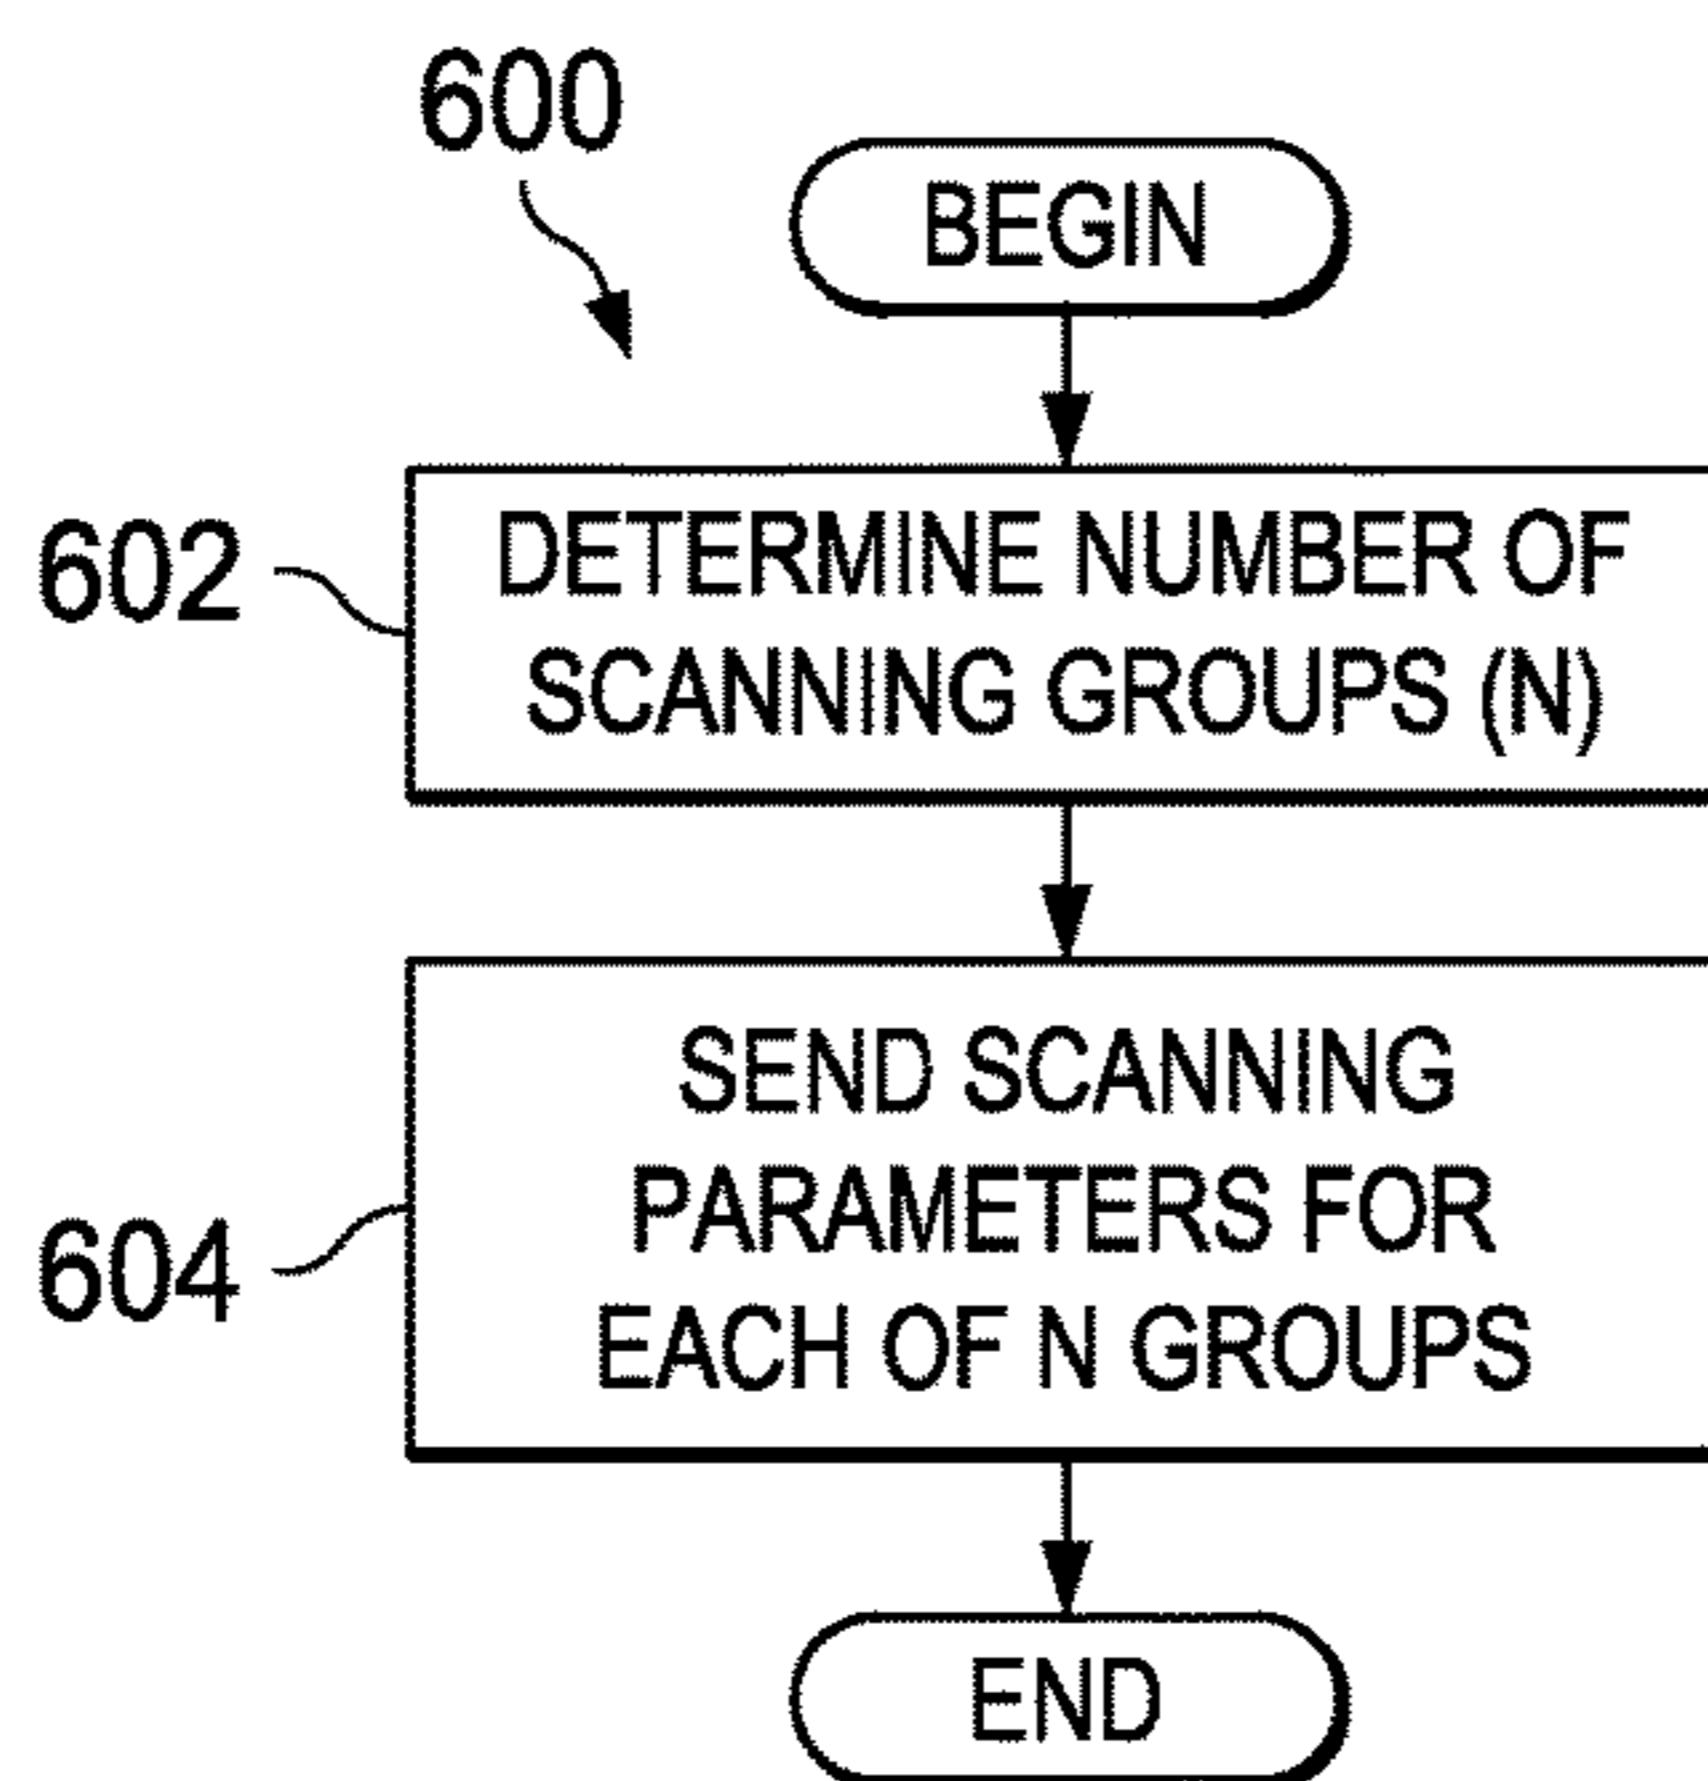 600
BEGIN
602
DETERMINE NUMBER OF
SCANNING GROUPS (N)
604
SEND SCANNING
PARAMETERS FOR
EACH OF N GROUPS
END